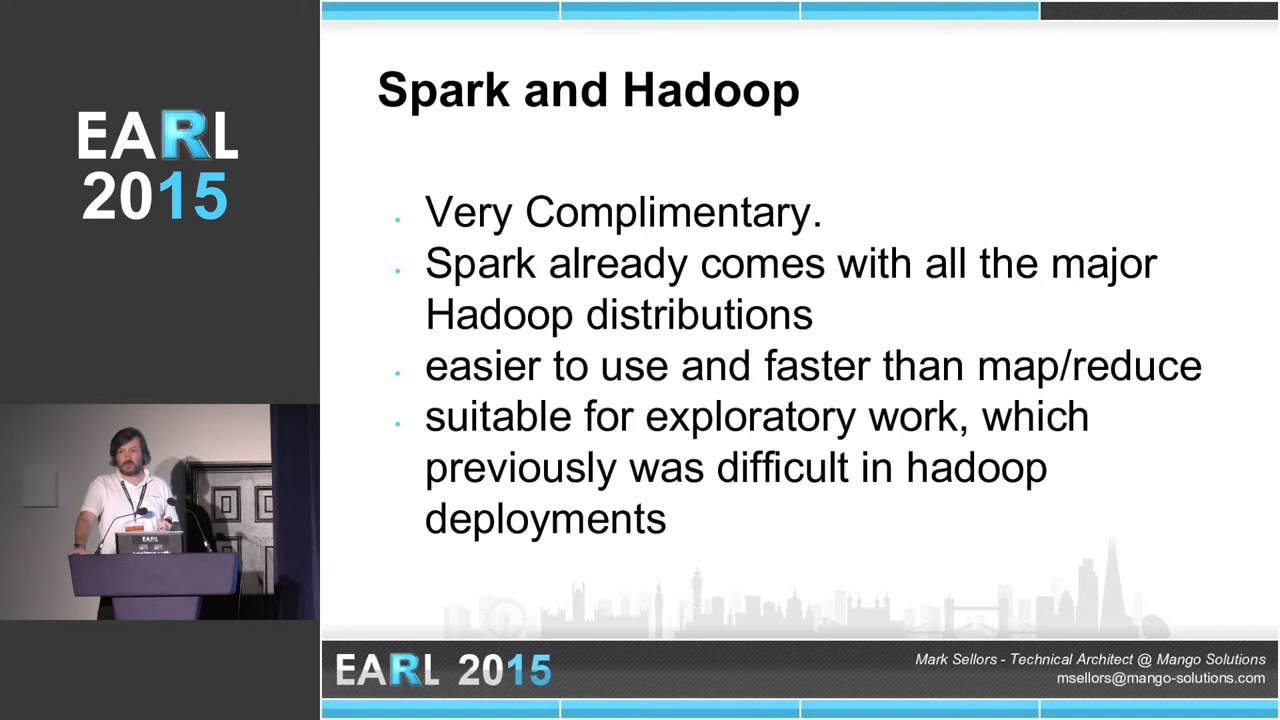 EARL
2015
Spark and Hadoop
Very Complimentary.
Spark already comes with all the major
Hadoop distributions
easier to use and faster than map/reduce
suitable for exploratory work, which
previously was difficult in hadoop
deployments
EARL
EARL 2015
Mark Sellors - Technical Architect @ Mango Solutions
msellors@mango-solutions.com